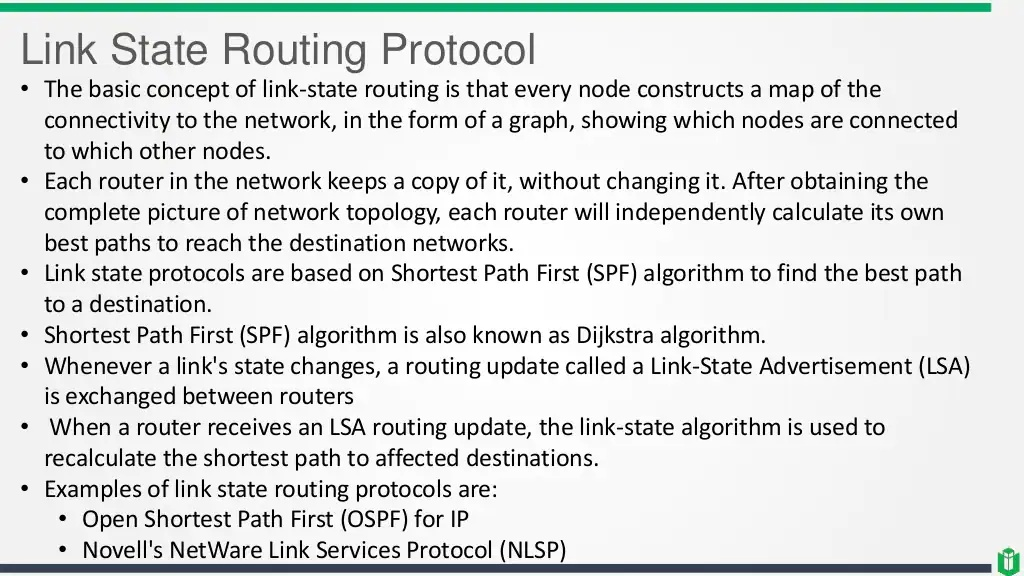 Link State Routing Protocol
• The basic concept of link-state routing is that every node constructs a map of the
connectivity to the network, in the form of a graph, showing which nodes are connected
to which other nodes.
• Each router in the network keeps a copy of it, without changing it. After obtaining the
complete picture of network topology, each router will independently calculate its own
best paths to reach the destination networks.
• Link state protocols are based on Shortest Path First (SPF) algorithm to find the best path
to a destination.
• Shortest Path First (SPF) algorithm is also known as Dijkstra algorithm.
• Whenever a link's state changes, a routing update called a Link-State Advertisement (LSA)
is exchanged between routers
• When a router receives an LSA routing update, the link-state algorithm is used to
recalculate the shortest path to affected destinations.
• Examples of link state routing protocols are:
• Open Shortest Path First (OSPF) for IP
• Novell's NetWare Link Services Protocol (NLSP)